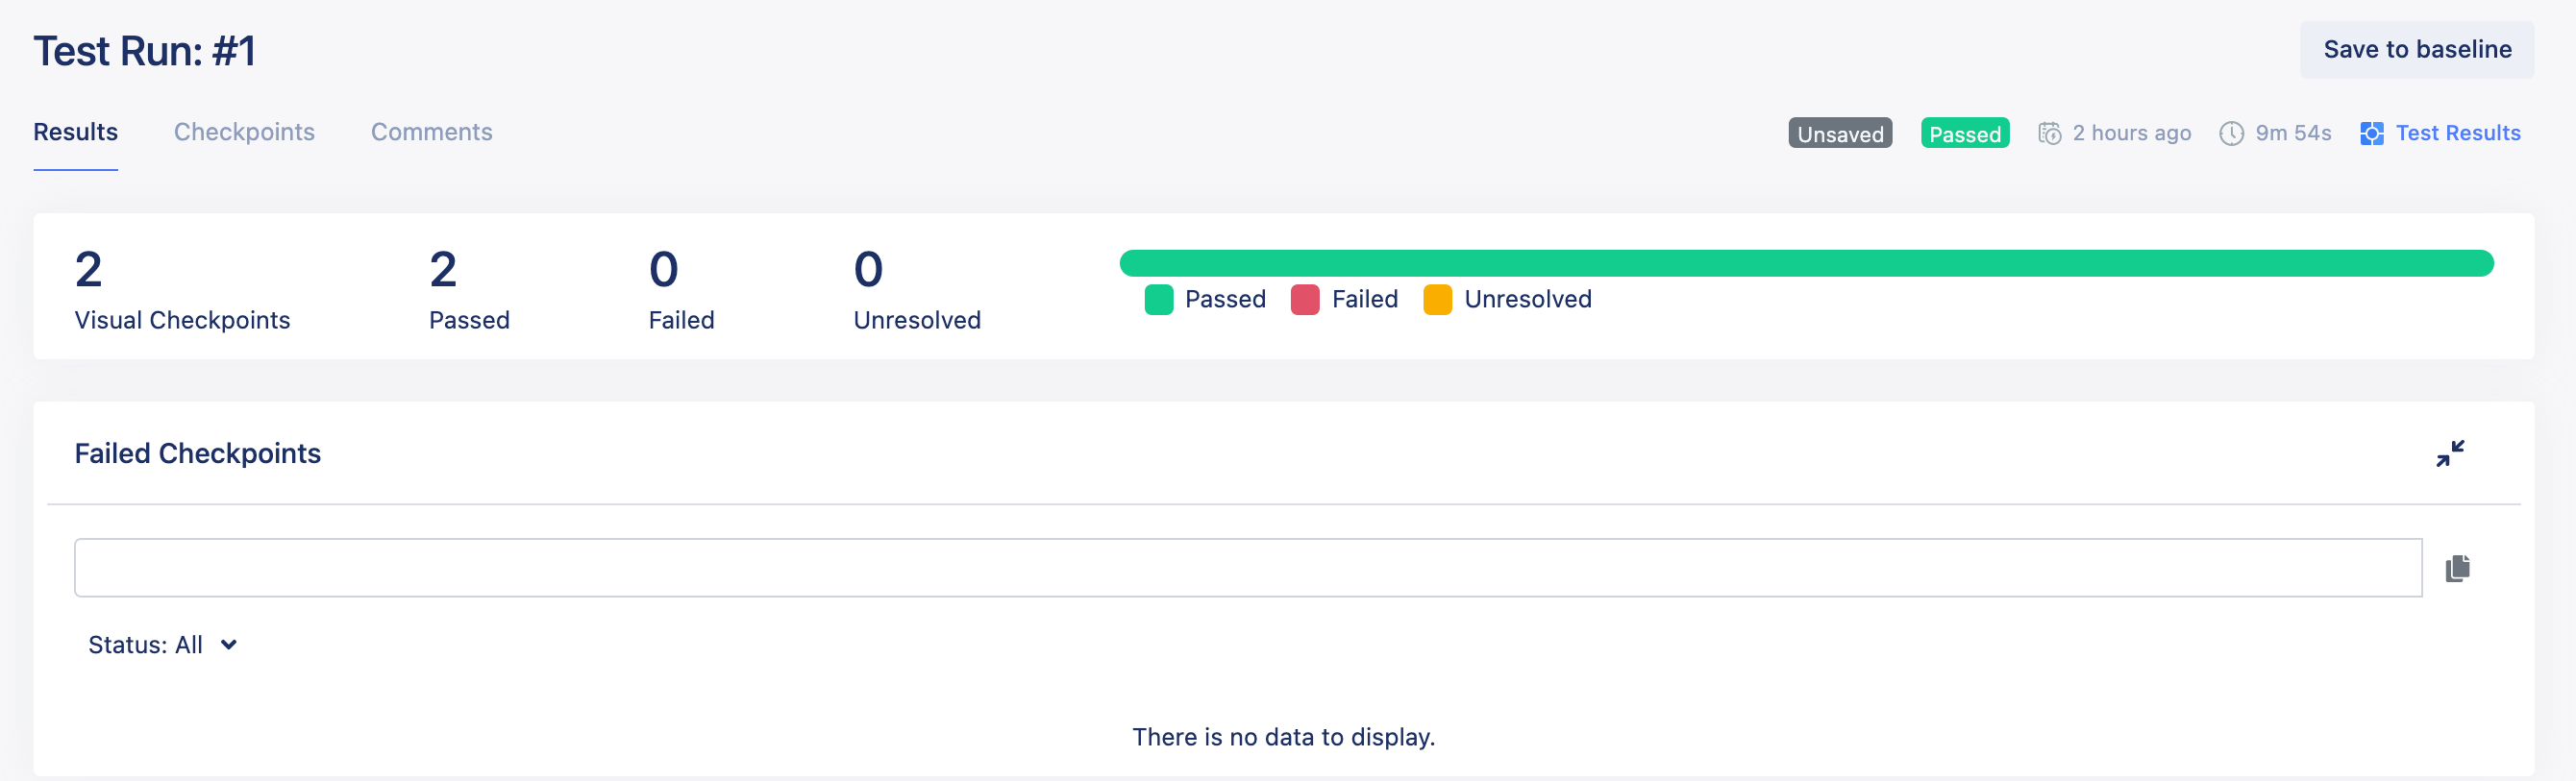 Test Run: #1
Save to baseline
Results
Checkpoints
Comments
Unsaved
Passed
2 hours ago
9m 54s
Test Results
2
Visual Checkpoints
2
Passed
0
Failed
0
Unresolved
Passed
Failed
Unresolved
Failed Checkpoints
Status: All
There is no data to display.